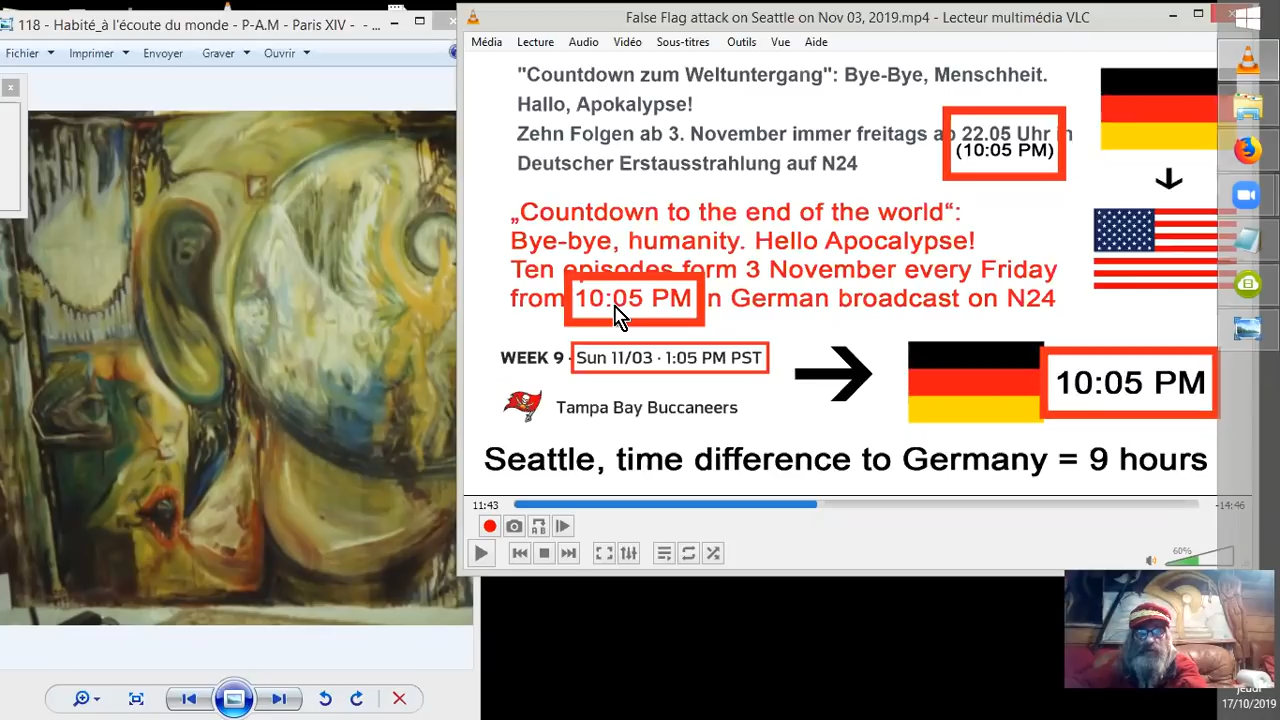 118 - Habité_à l'écoute du monde - P-A-M - Paris XIV - ...
Fichier
Imprimer
Envoyer
Graver
Ouvrir
False Flag attack on Seattle on Nov 03, 2019.mp4 - Lecteur multimédia VLC
Média
Lecture
Audio
Vidéo
Sous-titres
Outils
Vue
Aide
"Countdown zum Weltuntergang": Bye-Bye, Menschheit.
Hallo, Apokalypse!
Zehn Folgen ab 3. November immer freitags ab 22.05 Uhr in
(10:05 PM)
Deutscher Erstausstrahlung auf N24
„Countdown to the end of the world“:
Bye-bye, humanity. Hello Apocalypse!
Ten episodes form 3 November every Friday
from 10:05 PM in German broadcast on N24
WEEK 9 · Sun 11/03 · 1:05 PM PST
10:05 PM
Tampa Bay Buccaneers
Seattle, time difference to Germany = 9 hours
11:43
-14:46
A B
60%
jeudi
17/10/2019